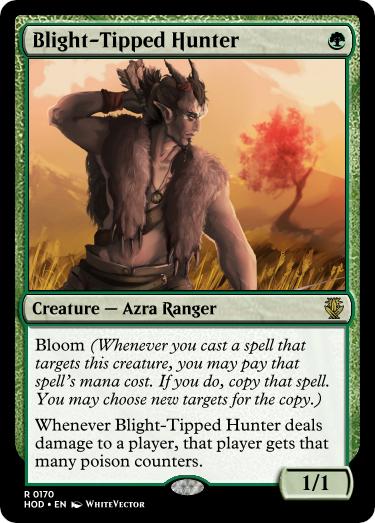 Blight-Tipped Hunter
Creature — Azra Ranger
Bloom (Whenever you cast a spell that
targets this creature, you may pay that
spell's mana cost. If you do, copy that spell.
You may choose new targets for the copy.)
Whenever Blight-Tipped Hunter deals
damage to a player, that player gets that
many poison counters.
1/1
R 0170
HOD • EN WHITEVECTOR